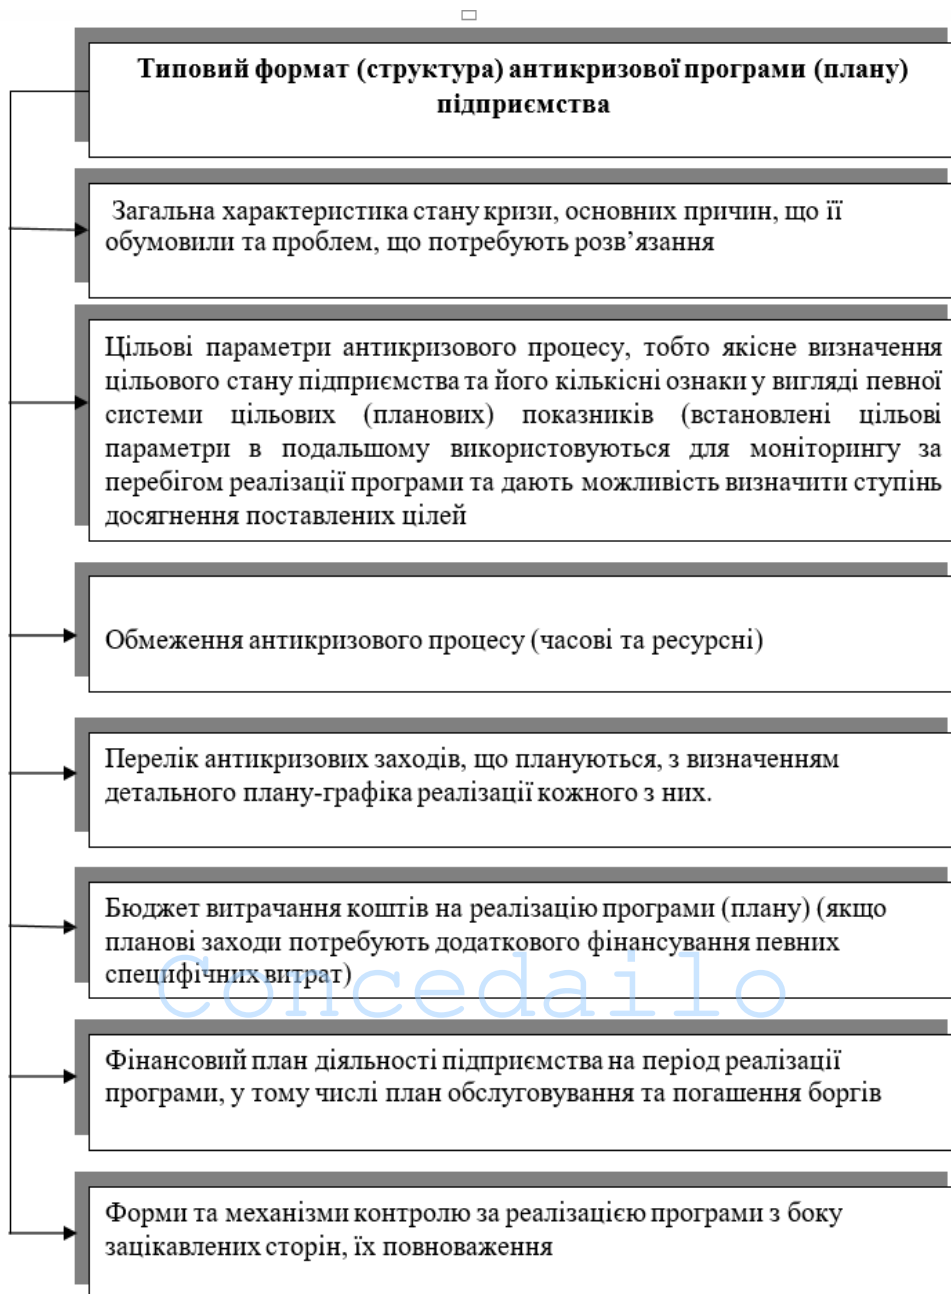 Типовий формат (структура) антикризової програми (плану)
підприємства
Загальна характеристика стану кризи, основних причин, що її
обумовили та проблем, що потребують розв’язання
Цільові параметри антикризового процесу, тобто якісне визначення
цільового стану підприємства та його кількісні ознаки у вигляді певної
системи цільових (планових) показників (встановлені цільові
параметри в подальшому використовуються для моніторингу за
перебігом реалізації програми та дають можливість визначити ступінь
досягнення поставлених цілей
Обмеження антикризового процесу (часові та ресурсні)
Перелік антикризових заходів, що плануються, з визначенням
детального плану-графіка реалізації кожного з них.
Бюджет витрачання коштів на реалізацію програми (плану) (якщо
планові заходи потребують додаткового фінансування певних
специфічних витрат)
Concedailo
Фінансовий план діяльності підприємства на період реалізації
програми, у тому числі план обслуговування та погашення боргів
Форми та механізми контролю за реалізацією програми з боку
зацікавлених сторін, їх повноваження